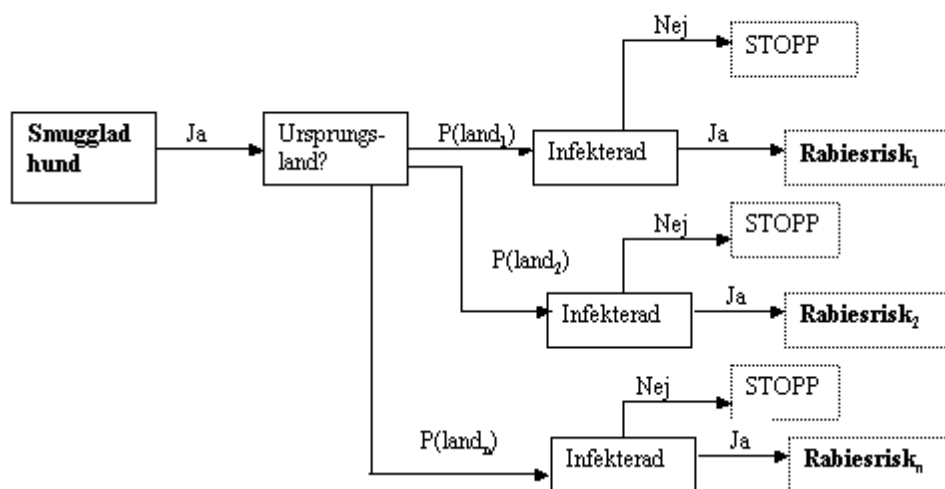 Nej
STOPP
Smugglad
hund
Ja
Ursprungs-
land?
P(land₁)
Infekterad
Ja
Rabiesrisk₁
Nej
STOPP
P(land₂)
Infekterad
Ja
Rabiesrisk₂
Nej
STOPP
P(landₙ)
Infekterad
Ja
Rabiesriskₙ